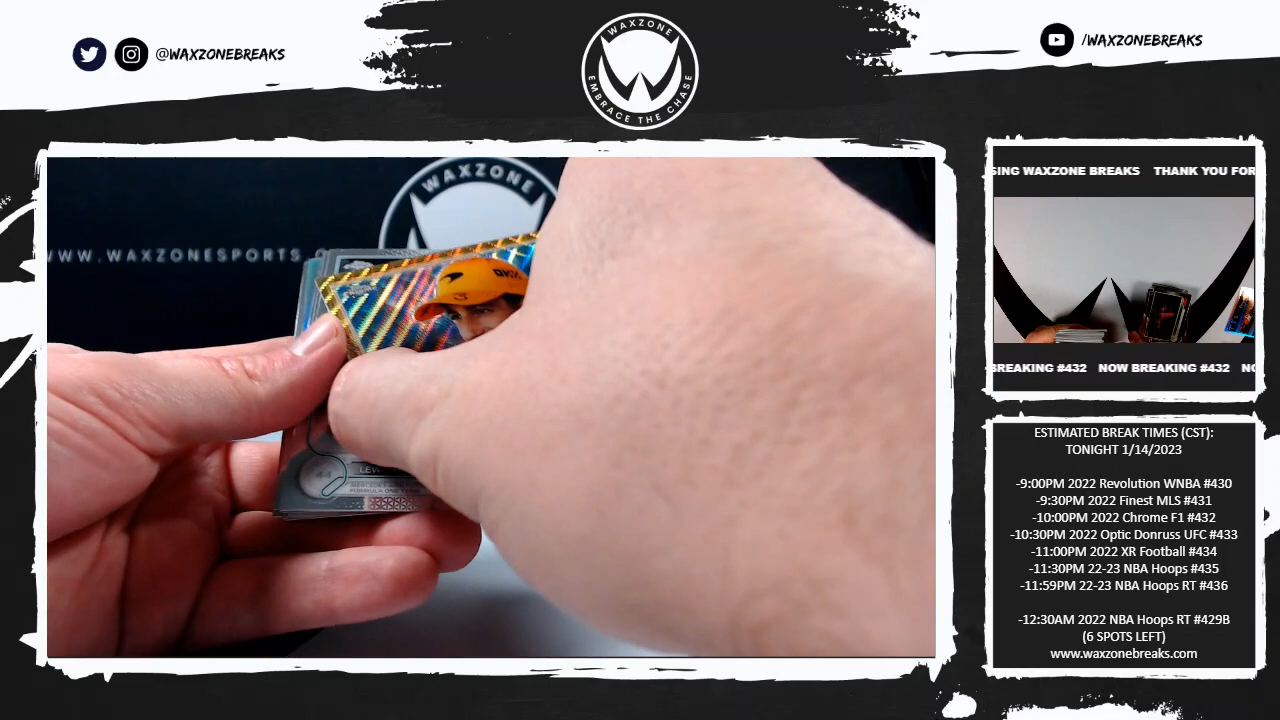 @WAXZONEBREAKS
WAXZONE
EMBRACE THE CHASE
/WAXZONEBREAKS
SING WAXZONE BREAKS THANK YOU FOR
WAXZONE
WWW.WAXZONESPORTS
44
LEW
BREAKING #432 NOW BREAKING #432 NO
ESTIMATED BREAK TIMES (CST):
TONIGHT 1/14/2023
-9:00PM 2022 Revolution WNBA #430
-9:30PM 2022 Finest MLS #431
-10:00PM 2022 Chrome F1 #432
-10:30PM 2022 Optic Donruss UFC #433
-11:00PM 2022 XR Football #434
-11:30PM 22-23 NBA Hoops #435
-11:59PM 22-23 NBA Hoops RT #436
-12:30AM 2022 NBA Hoops RT #429B
(6 SPOTS LEFT)
www.waxzonebreaks.com